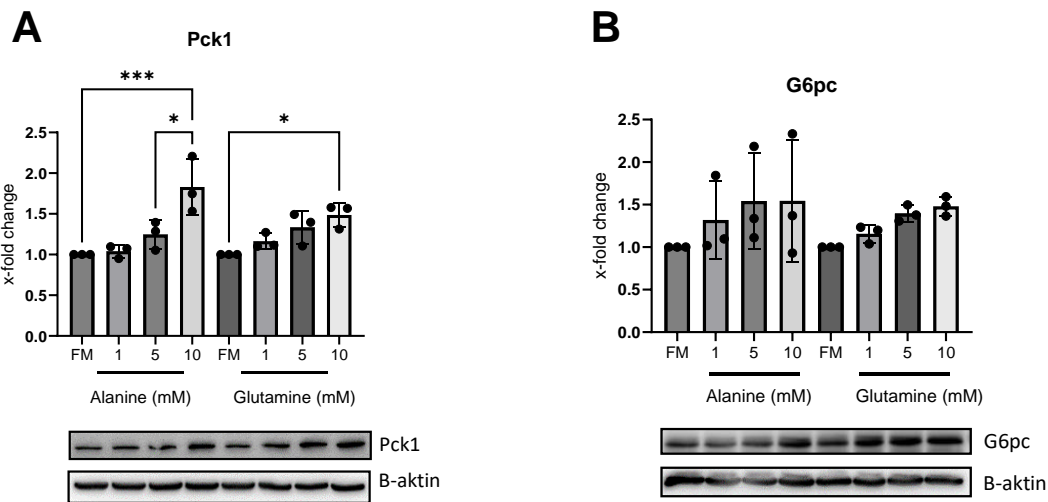 A
Pck1
***
*
*
x-fold change
2.5
2.0
1.5
1.0
0.5
0.0
FM 1 5 10 FM 1 5 10
Alanine (mM) Glutamine (mM)
Pck1
B-aktin
B
G6pc
x-fold change
2.5
2.0
1.5
1.0
0.5
0.0
FM 1 5 10 FM 1 5 10
Alanine (mM) Glutamine (mM)
G6pc
B-aktin